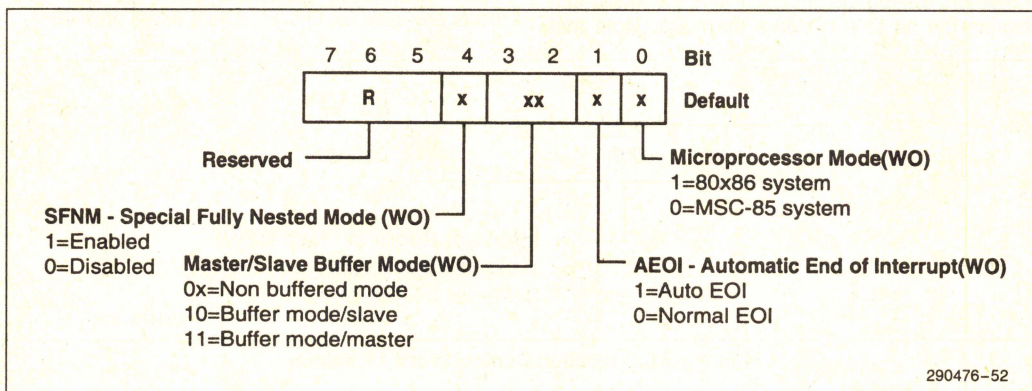 7 6 5 4 3 2 1 0 Bit
R x xx x x Default
Reserved
Microprocessor Mode(WO)
1=80x86 system
0=MSC-85 system
SFNM - Special Fully Nested Mode (WO)
1=Enabled
0=Disabled
Master/Slave Buffer Mode(WO)
0x=Non buffered mode
10=Buffer mode/slave
11=Buffer mode/master
AEOI - Automatic End of Interrupt(WO)
1=Auto EOI
0=Normal EOI
290476-52